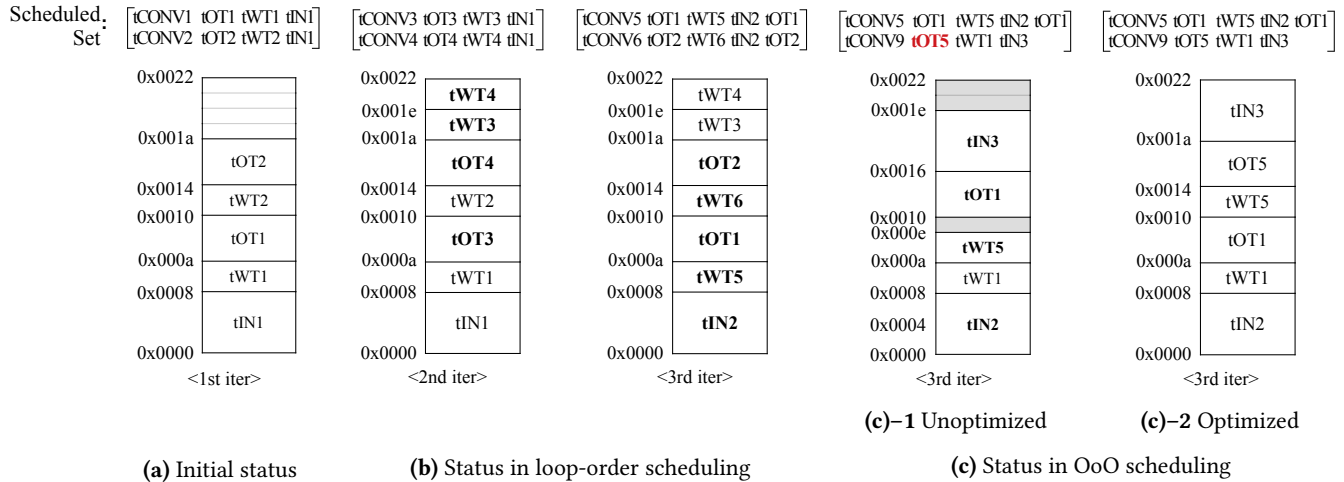 Scheduled.
Set :
[tCONV1 tOT1 tWT1 tIN1]
[tCONV2 tOT2 tWT2 tIN1]
0x0022
0x001a
tOT2
0x0014
tWT2
0x0010
tOT1
0x000a
tWT1
0x0008
tIN1
0x0000
<1st iter>
(a) Initial status
[tCONV3 tOT3 tWT3 tIN1]
[tCONV4 tOT4 tWT4 tIN1]
0x0022
tWT4
0x001e
tWT3
0x001a
tOT4
0x0014
tWT2
0x0010
tOT3
0x000a
tWT1
0x0008
tIN1
0x0000
<2nd iter>
[tCONV5 tOT1 tWT5 tIN2 tOT1]
[tCONV6 tOT2 tWT6 tIN2 tOT2]
0x0022
tWT4
0x001e
tWT3
0x001a
tOT2
0x0014
tWT6
0x0010
tOT1
0x000a
tWT5
0x0008
tIN2
0x0000
<3rd iter>
(b) Status in loop-order scheduling
[tCONV5 tOT1 tWT5 tIN2 tOT1]
[tCONV9 tOT5 tWT1 tIN3]
0x0022
0x001e
tIN3
0x0016
tOT1
0x0010
0x000e
tWT5
0x000a
tWT1
0x0008
tIN2
0x0004
0x0000
<3rd iter>
(c)–1 Unoptimized
[tCONV5 tOT1 tWT5 tIN2 tOT1]
[tCONV9 tOT5 tWT1 tIN3]
0x0022
tIN3
0x001a
tOT5
0x0014
tWT5
0x0010
tOT1
0x000a
tWT1
0x0008
tIN2
0x0000
<3rd iter>
(c)–2 Optimized
(c) Status in OoO scheduling